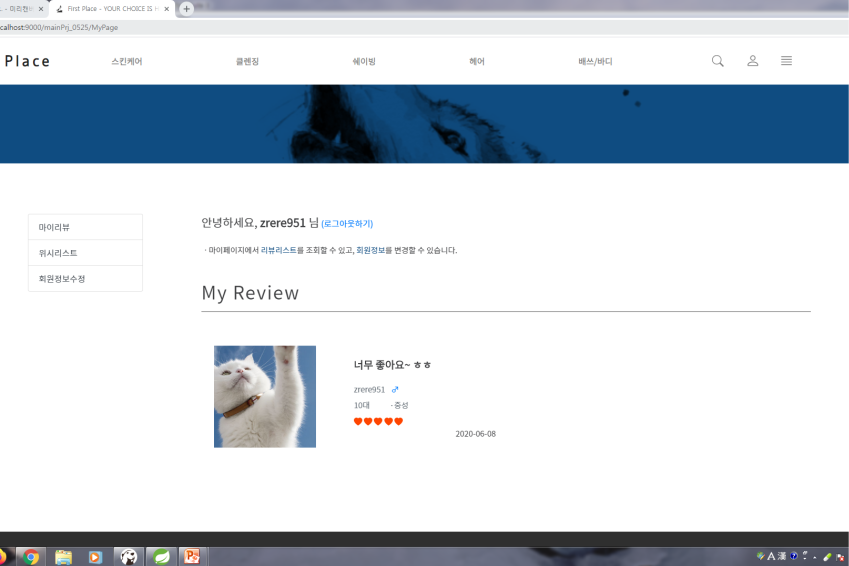 - 미리캔버
First Place - YOUR CHOICE IS H
calhost:9000/mainPrj_0525/MyPage
Place
스킨케어
클렌징
쉐이빙
헤어
배쓰/바디
마이리뷰
위시리스트
회원정보수정
안녕하세요, zrere951 님 (로그아웃하기)
· 마이페이지에서 리뷰리스트를 조회할 수 있고, 회원정보를 변경할 수 있습니다.
My Review
너무 좋아요~ ㅎㅎ
zrere951 ♂
10대 -중성
2020-06-08
A 漢